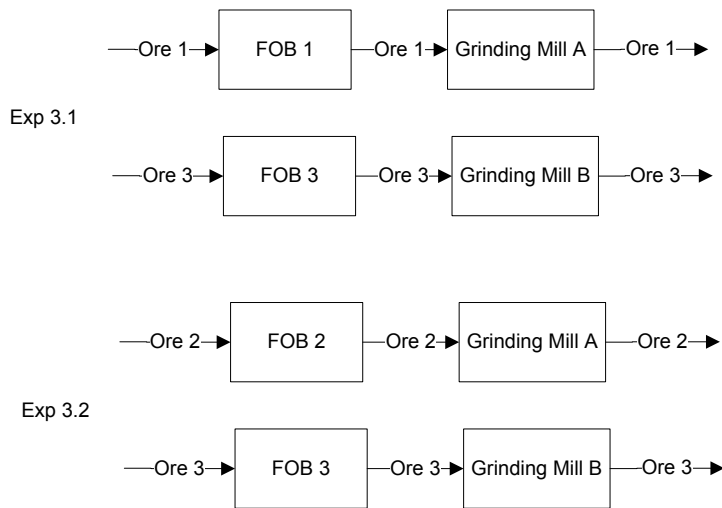 Ore 1 FOB 1 Ore 1 Grinding Mill A Ore 1
Exp 3.1
Ore 3 FOB 3 Ore 3 Grinding Mill B Ore 3
Ore 2 FOB 2 Ore 2 Grinding Mill A Ore 2
Exp 3.2
Ore 3 FOB 3 Ore 3 Grinding Mill B Ore 3